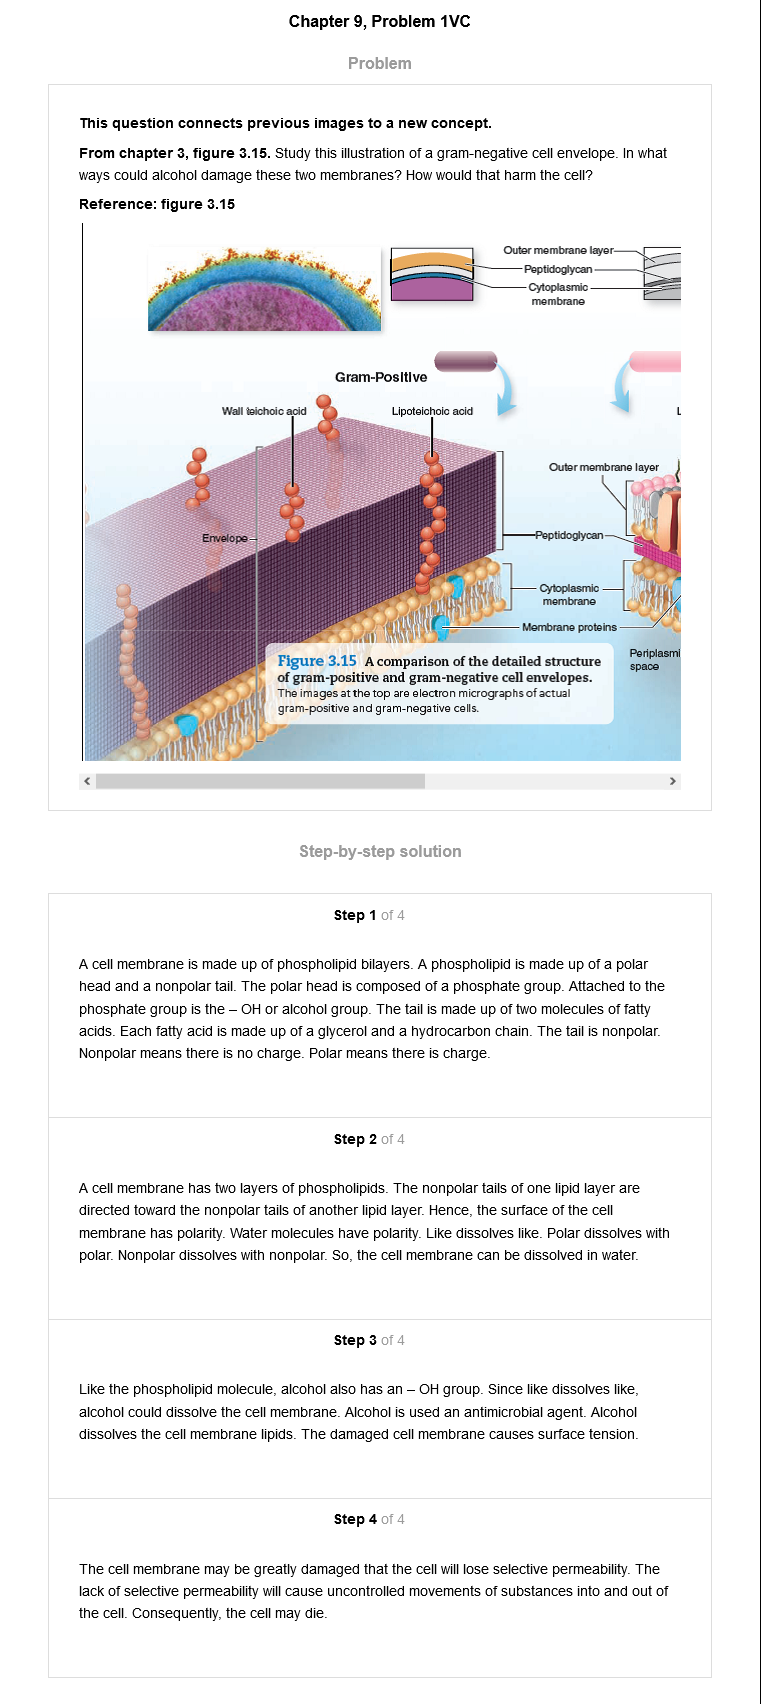 Chapter 9, Problem 1VC
Problem
This question connects previous images to a new concept.
From chapter 3, figure 3.15. Study this illustration of a gram-negative cell envelope. In what
ways could alcohol damage these two membranes? How would that harm the cell?
Reference: figure 3.15
Outer membrane layer
Peptidoglycan
Cytoplasmic
membrane
Gram-Positive
Wall teichoic acid
Lipoteichoic acid
L
Outer membrane layer
Envelope
Peptidoglycan
Cytoplasmic
membrane
Membrane proteins
Periplasmi
space
Figure 3.15 A comparison of the detailed structure
of gram-positive and gram-negative cell envelopes.
The images at the top are electron micrographs of actual
gram-positive and gram-negative cells.
Step-by-step solution
Step 1 of 4
A cell membrane is made up of phospholipid bilayers. A phospholipid is made up of a polar
head and a nonpolar tail. The polar head is composed of a phosphate group. Attached to the
phosphate group is the – OH or alcohol group. The tail is made up of two molecules of fatty
acids. Each fatty acid is made up of a glycerol and a hydrocarbon chain. The tail is nonpolar.
Nonpolar means there is no charge. Polar means there is charge.
Step 2 of 4
A cell membrane has two layers of phospholipids. The nonpolar tails of one lipid layer are
directed toward the nonpolar tails of another lipid layer. Hence, the surface of the cell
membrane has polarity. Water molecules have polarity. Like dissolves like. Polar dissolves with
polar. Nonpolar dissolves with nonpolar. So, the cell membrane can be dissolved in water.
Step 3 of 4
Like the phospholipid molecule, alcohol also has an – OH group. Since like dissolves like,
alcohol could dissolve the cell membrane. Alcohol is used an antimicrobial agent. Alcohol
dissolves the cell membrane lipids. The damaged cell membrane causes surface tension.
Step 4 of 4
The cell membrane may be greatly damaged that the cell will lose selective permeability. The
lack of selective permeability will cause uncontrolled movements of substances into and out of
the cell. Consequently, the cell may die.